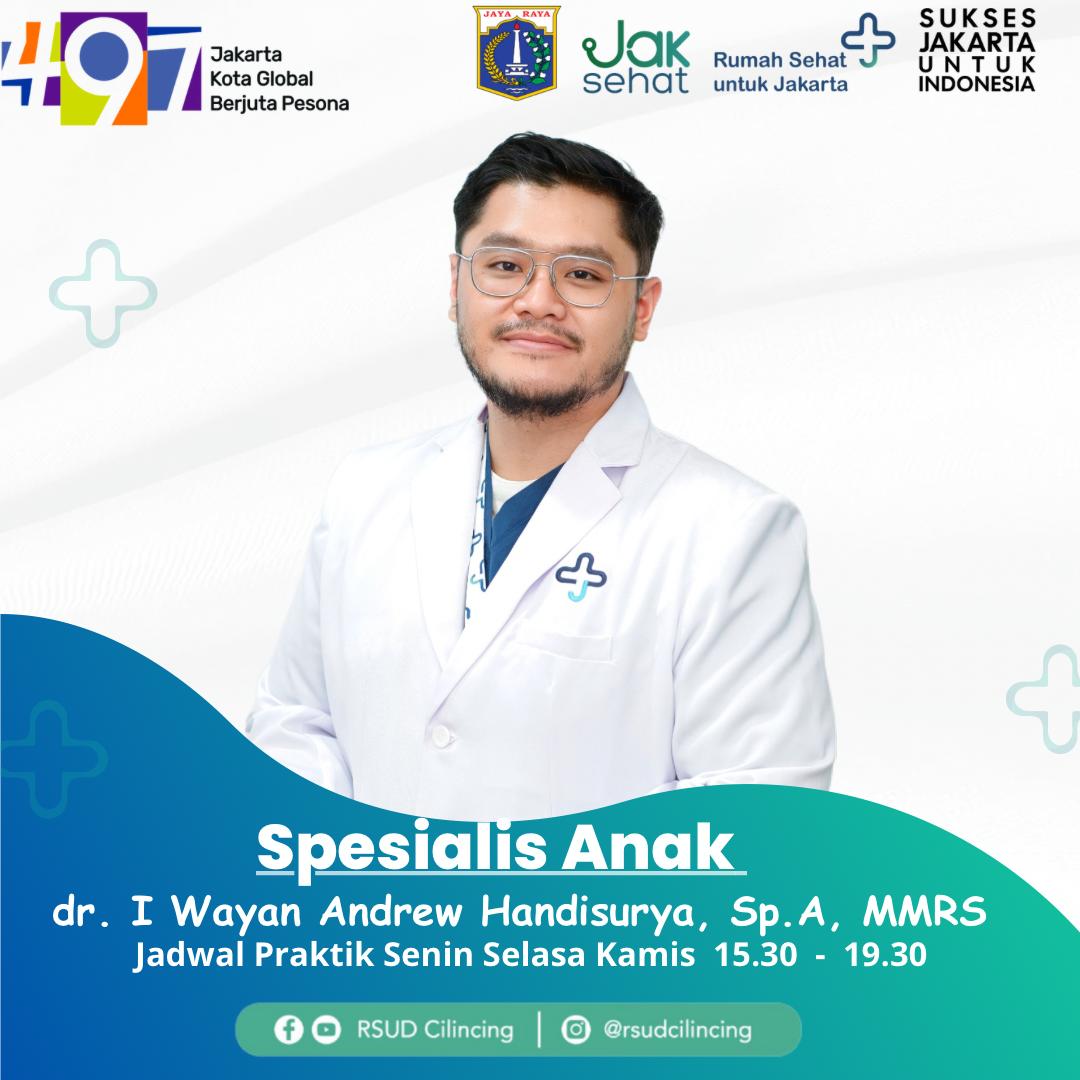 497
Jakarta
Kota Global
Berjuta Pesona
JAYA RAYA
Jak
sehat
Rumah Sehat
untuk Jakarta
SUKSES
JAKARTA
UNTUK
INDONESIA
Spesialis Anak
dr. I Wayan Andrew Handisurya, Sp.A, MMRS
Jadwal Praktik Senin Selasa Kamis 15.30 - 19.30
RSUD Cilincing | @rsudcilincing